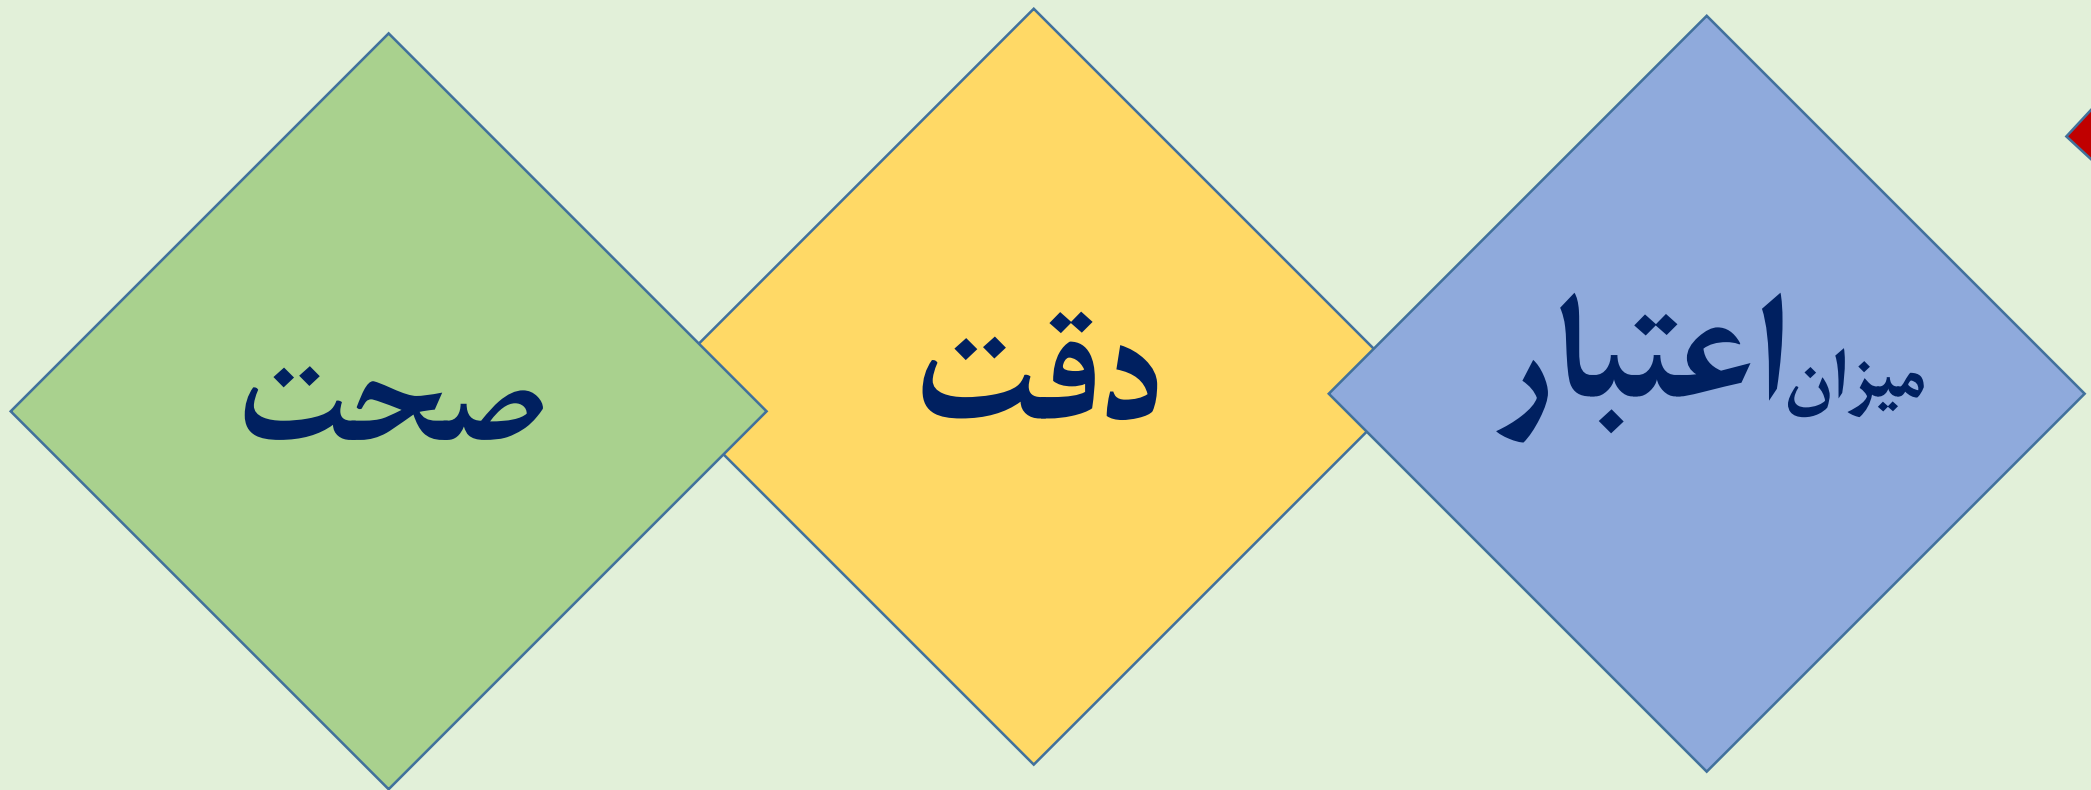 میزان اعتبار
دقت
صحت